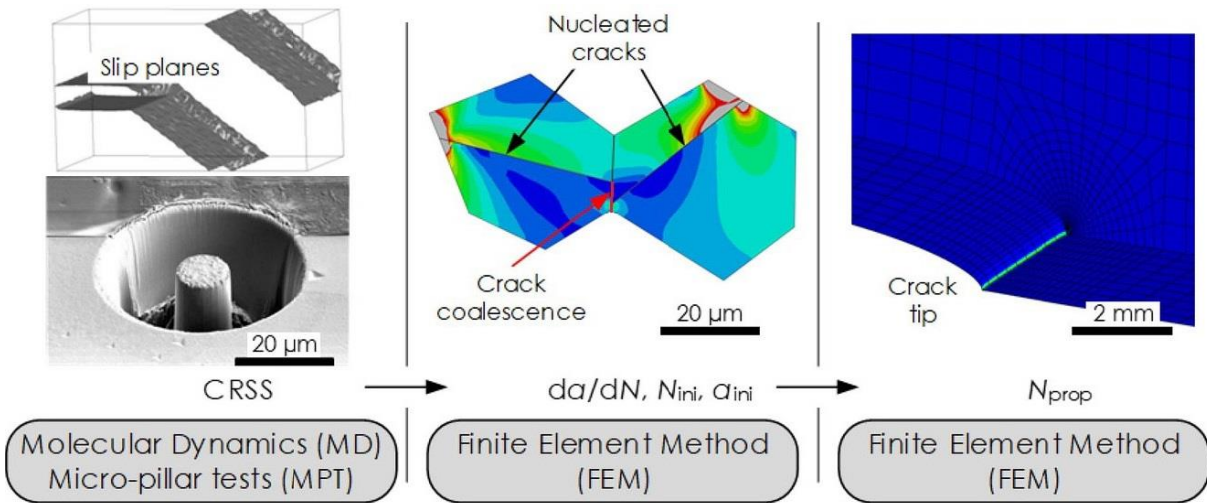 Slip planes
20 µm
CRSS
Molecular Dynamics (MD)
Micro-pillar tests (MPT)
Nucleated
cracks
Crack
coalescence
20 µm
da/dN, Nini, aini
Finite Element Method
(FEM)
Crack
tip
2 mm
Nprop
Finite Element Method
(FEM)